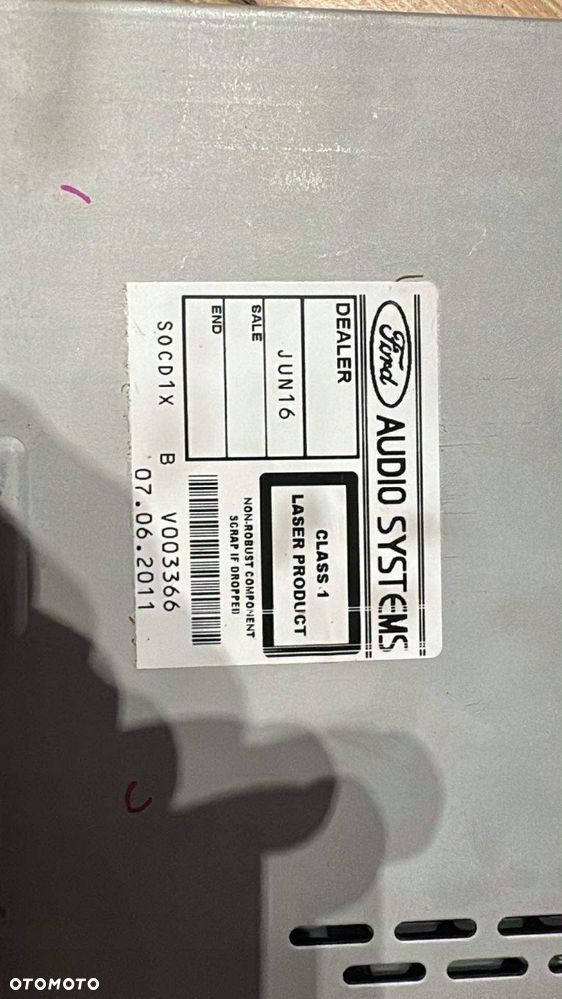 Ford AUDIO SYSTEMS
DEALER
JUN16
SALE
END
CLASS 1
LASER PRODUCT
NON-ROBUST COMPONENT
SCRAP IF DROPPED
SOCD1X B V003366
07.06.2011
OTOMOTO